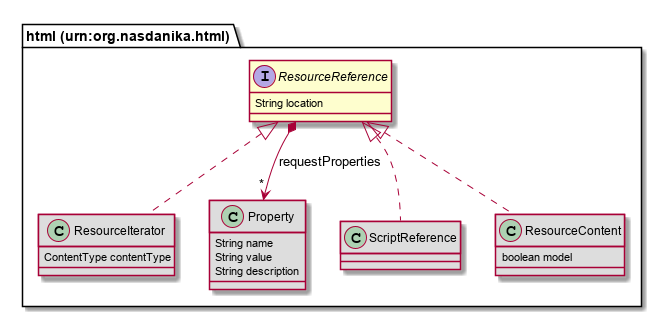 html (urn:org.nasdanika.html)
I ResourceReference
String location
requestProperties
*
C ResourceIterator
ContentType contentType
C Property
String name
String value
String description
C ScriptReference
C ResourceContent
boolean model